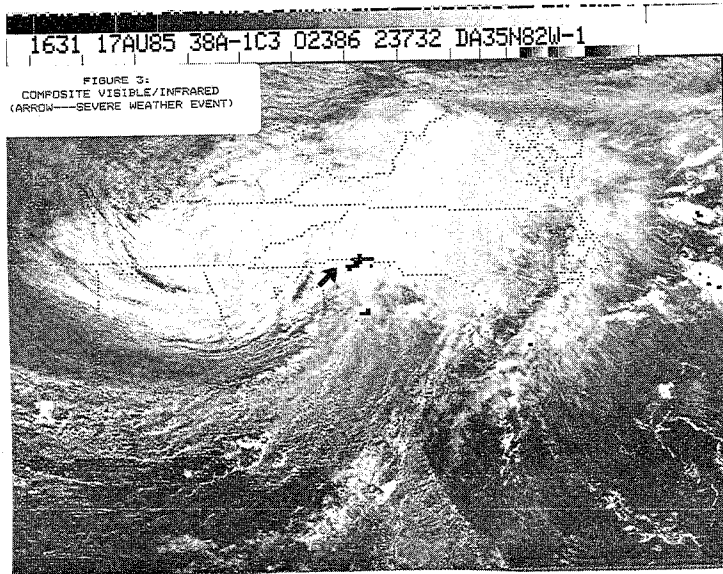 1631 17AU85 38A-1C3 02386 23732 DA35N82W-1
FIGURE 3:
COMPOSITE VISIBLE/INFRARED
(ARROW---SEVERE WEATHER EVENT)